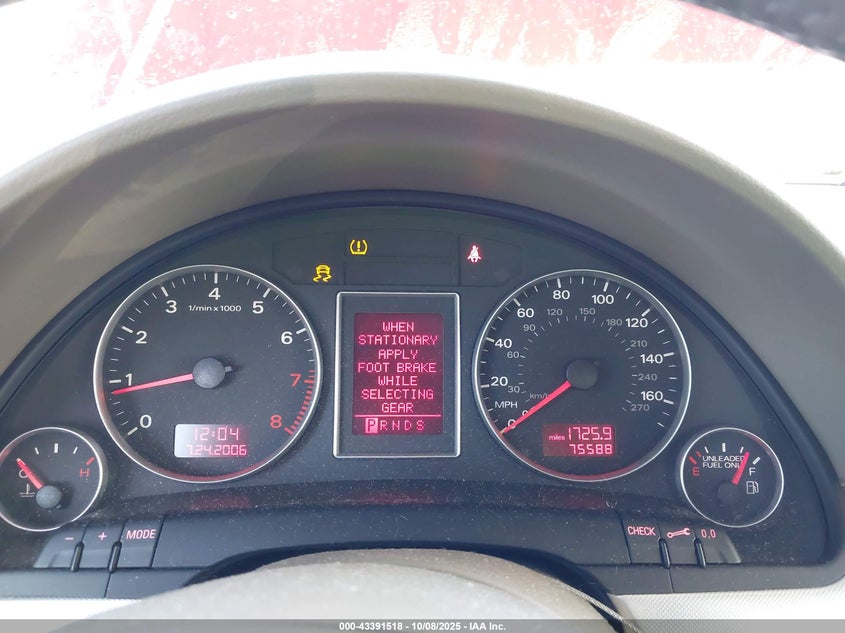 3 4 5
1/min x 1000
2 6
1 7
0 8
12:04
7.24.2006
WHEN
STATIONARY
APPLY
FOOT BRAKE
WHILE
SELECTING
GEAR
PRNDS
60 80 100
90 120 150 180
40 120
60 210
20 140
30 240
MPH km/h 160
0 0 270
miles 1725.9
75588
C H
UNLEADED
E FUEL ONLY F
- + MODE
CHECK 0,0
000-43391518 - 10/08/2025 - IAA Inc.